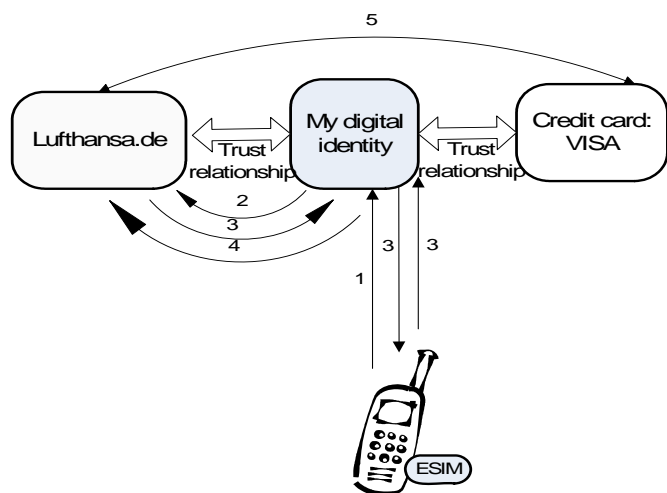 5
Lufthansa.de
My digital
identity
Credit card:
VISA
Trust
relationship
Trust
relationship
2
3
4
1
3
3
ESIM